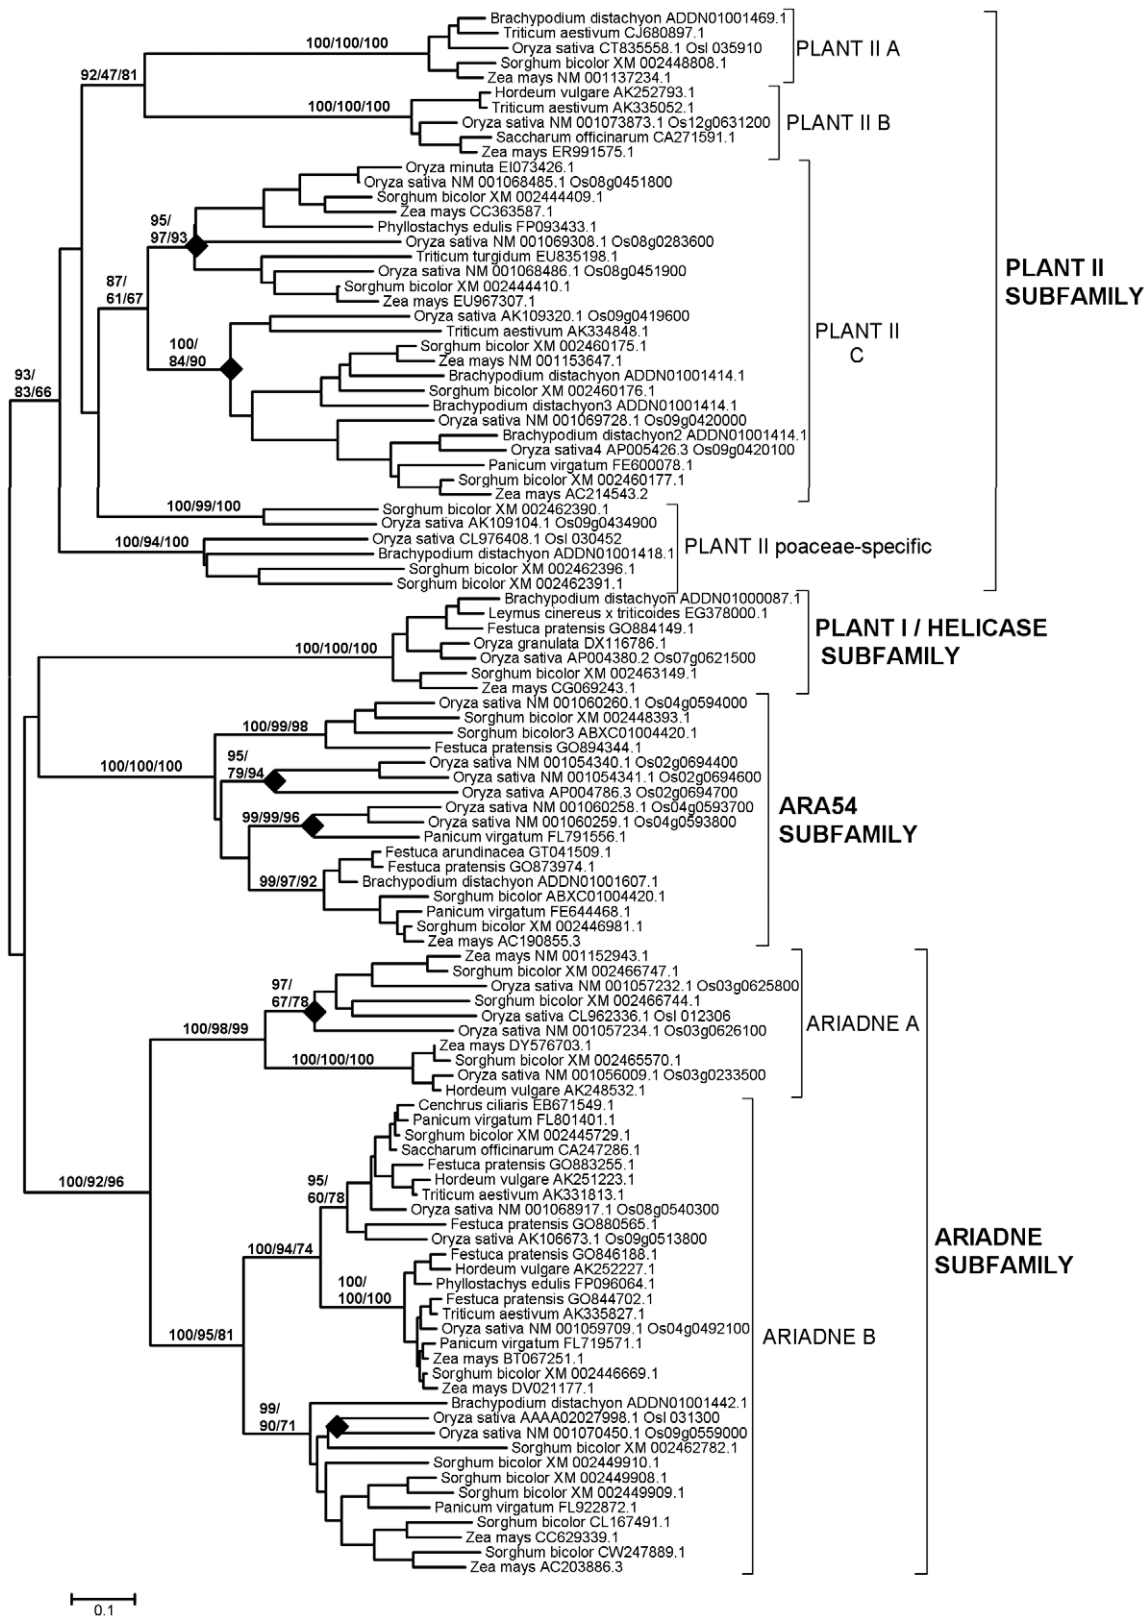 Brachypodium distachyon ADDN01001469.1
Triticum aestivum CJ680897.1
100/100/100
Oryza sativa CT835558.1 OsI 035910
PLANT II A
Sorghum bicolor XM 002448808.1
92/47/81
Zea mays NM 001137234.1
Hordeum vulgare AK252793.1
100/100/100
Triticum aestivum AK335052.1
Oryza sativa NM 001073873.1 Os12g0631200
PLANT II B
Saccharum officinarum CA271591.1
Zea mays ER991575.1
Oryza minuta EI073426.1
Oryza sativa NM 001068485.1 Os08g0451800
Sorghum bicolor XM 002444409.1
Zea mays CC363587.1
95/
97/93
Phyllostachys edulis FP093433.1
Oryza sativa NM 001069308.1 Os08g0283600
Triticum turgidum EU835198.1
Oryza sativa NM 001068486.1 Os08g0451900
87/
61/67
Sorghum bicolor XM 002444410.1
Zea mays EU967307.1
PLANT II
SUBFAMILY
Oryza sativa AK109320.1 Os09g0419600
Triticum aestivum AK334848.1
PLANT II
C
100/
84/90
Sorghum bicolor XM 002460175.1
Zea mays NM 001153647.1
Brachypodium distachyon ADDN01001414.1
93/
83/66
Sorghum bicolor XM 002460176.1
Brachypodium distachyon3 ADDN01001414.1
Oryza sativa NM 001069728.1 Os09g0420000
Brachypodium distachyon2 ADDN01001414.1
Oryza sativa4 AP005426.3 Os09g0420100
Panicum virgatum FE600078.1
Sorghum bicolor XM 002460177.1
Zea mays AC214543.2
100/99/100
Sorghum bicolor XM 002462390.1
Oryza sativa AK109104.1 Os09g0434900
100/94/100
Oryza sativa CL976408.1 OsI 030452
PLANT II poaceae-specific
Brachypodium distachyon ADDN01001418.1
Sorghum bicolor XM 002462396.1
Sorghum bicolor XM 002462391.1
Brachypodium distachyon ADDN01000087.1
Leymus cinereus x triticoides EG378000.1
Festuca pratensis GO884149.1
PLANT I / HELICASE
SUBFAMILY
100/100/100
Oryza granulata DX116786.1
Oryza sativa AP004380.2 Os07g0621500
Sorghum bicolor XM 002463149.1
Zea mays CG069243.1
Oryza sativa NM 001060260.1 Os04g0594000
Sorghum bicolor XM 002448393.1
100/99/98
Sorghum bicolor3 ABXC01004420.1
Festuca pratensis GO894344.1
100/100/100
95/
79/94
Oryza sativa NM 001054340.1 Os02g0694400
Oryza sativa NM 001054341.1 Os02g0694600
Oryza sativa AP004786.3 Os02g0694700
ARA54
SUBFAMILY
Oryza sativa NM 001060258.1 Os04g0593700
99/99/96
Oryza sativa NM 001060259.1 Os04g0593800
Panicum virgatum FL791556.1
Festuca arundinacea GT041509.1
Festuca pratensis GO873974.1
99/97/92
Brachypodium distachyon ADDN01001607.1
Sorghum bicolor ABXC01004420.1
Panicum virgatum FE644468.1
Sorghum bicolor XM 002446981.1
Zea mays AC190855.3
Zea mays NM 001152943.1
Sorghum bicolor XM 002466747.1
97/
67/78
Oryza sativa NM 001057232.1 Os03g0625800
Sorghum bicolor XM 002466744.1
Oryza sativa CL962336.1 OsI 012306
ARIADNE A
100/98/99
Oryza sativa NM 001057234.1 Os03g0626100
Zea mays DY576703.1
100/100/100
Sorghum bicolor XM 002465570.1
Oryza sativa NM 001056009.1 Os03g0233500
Hordeum vulgare AK248532.1
Cenchrus ciliaris EB671549.1
Panicum virgatum FL801401.1
Sorghum bicolor XM 002445729.1
Saccharum officinarum CA247286.1
100/92/96
95/
60/78
Festuca pratensis GO883255.1
Hordeum vulgare AK251223.1
Triticum aestivum AK331813.1
Oryza sativa NM 001068917.1 Os08g0540300
Festuca pratensis GO880565.1
ARIADNE
SUBFAMILY
100/94/74
Oryza sativa AK106673.1 Os09g0513800
Festuca pratensis GO846188.1
Hordeum vulgare AK252227.1
100/
100/100
Phyllostachys edulis FP096064.1
Festuca pratensis GO844702.1
Triticum aestivum AK335827.1
Oryza sativa NM 001059709.1 Os04g0492100
ARIADNE B
100/95/81
Panicum virgatum FL719571.1
Zea mays BT067251.1
Sorghum bicolor XM 002446669.1
Zea mays DV021177.1
99/
90/71
Brachypodium distachyon ADDN01001442.1
Oryza sativa AAAA02027998.1 OsI 031300
Oryza sativa NM 001070450.1 Os09g0559000
Sorghum bicolor XM 002462782.1
Sorghum bicolor XM 002449910.1
Sorghum bicolor XM 002449908.1
Sorghum bicolor XM 002449909.1
Panicum virgatum FL922872.1
Sorghum bicolor CL167491.1
Zea mays CC629339.1
Sorghum bicolor CW247889.1
Zea mays AC203886.3
0.1